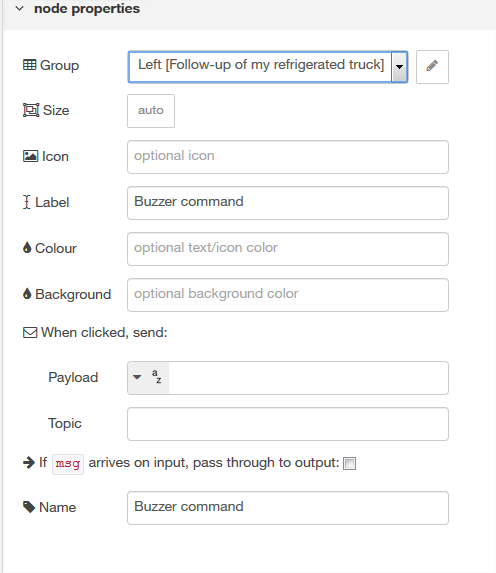 node properties
Group Left [Follow-up of my refrigerated truck]
Size auto
Icon optional icon
Label Buzzer command
Colour optional text/icon color
Background optional background color
When clicked, send:
Payload a z
Topic
If msg arrives on input, pass through to output:
Name Buzzer command